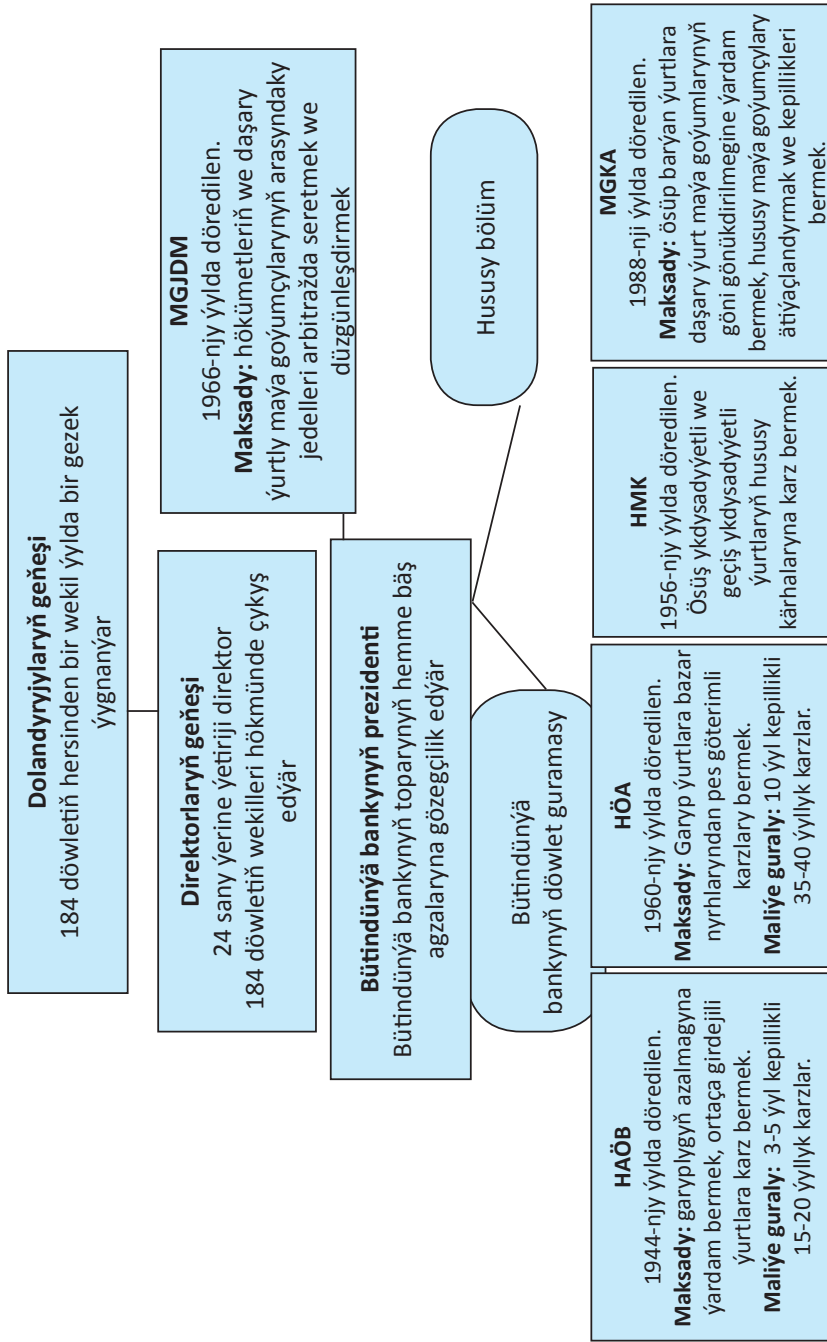 Dolandyryjylaryň geňeşi
184 döwletiň hersinden bir wekil ýylda bir gezek
ýygnanýar
Direktorlaryň geňeşi
24 sany ýerine ýetiriji direktor
184 döwletiň wekilleri hökmünde çykyş
edýär
MGJDM
1966-njy ýylda döredilen.
Maksady: hökümetleriň we daşary
ýurtly maýa goýumçylarynyň arasyndaky
jedelleri arbitražda seretmek we
düzgünleşdirmek
Bütindünýä bankynyň prezidenti
Bütindünýä bankynyň toparynyň hemme bäş
agzalaryna gözegçilik edýär
Bütindünýä
bankynyň döwlet guramasy
Hususy bölüm
HAÖB
1944-njy ýylda döredilen.
Maksady: garyplygyň azalmagyna
ýardam bermek, ortaça girdejili
ýurtlara karz bermek.
Maliýe guraly: 3-5 ýyl kepillikli
15-20 ýyllyk karzlar.
HÖA
1960-njy ýylda döredilen.
Maksady: Garyp ýurtlara bazar
nyrhlaryndan pes göterimli
karzlary bermek.
Maliýe guraly: 10 ýyl kepillikli
35-40 ýyllyk karzlar.
HMK
1956-njy ýylda döredilen.
Ösüş ykdysadyýetli we
geçiş ykdysadyýetli
ýurtlaryň hususy
kärhalaryna karz bermek.
MGKA
1988-nji ýylda döredilen.
Maksady: ösüp barýan ýurtlara
daşary ýurt maýa goýumlarynyň
göni gönükdirilmegine ýardam
bermek, hususy maýa goýumçylary
ätiýaçlandyrmak we kepillikleri
bermek.